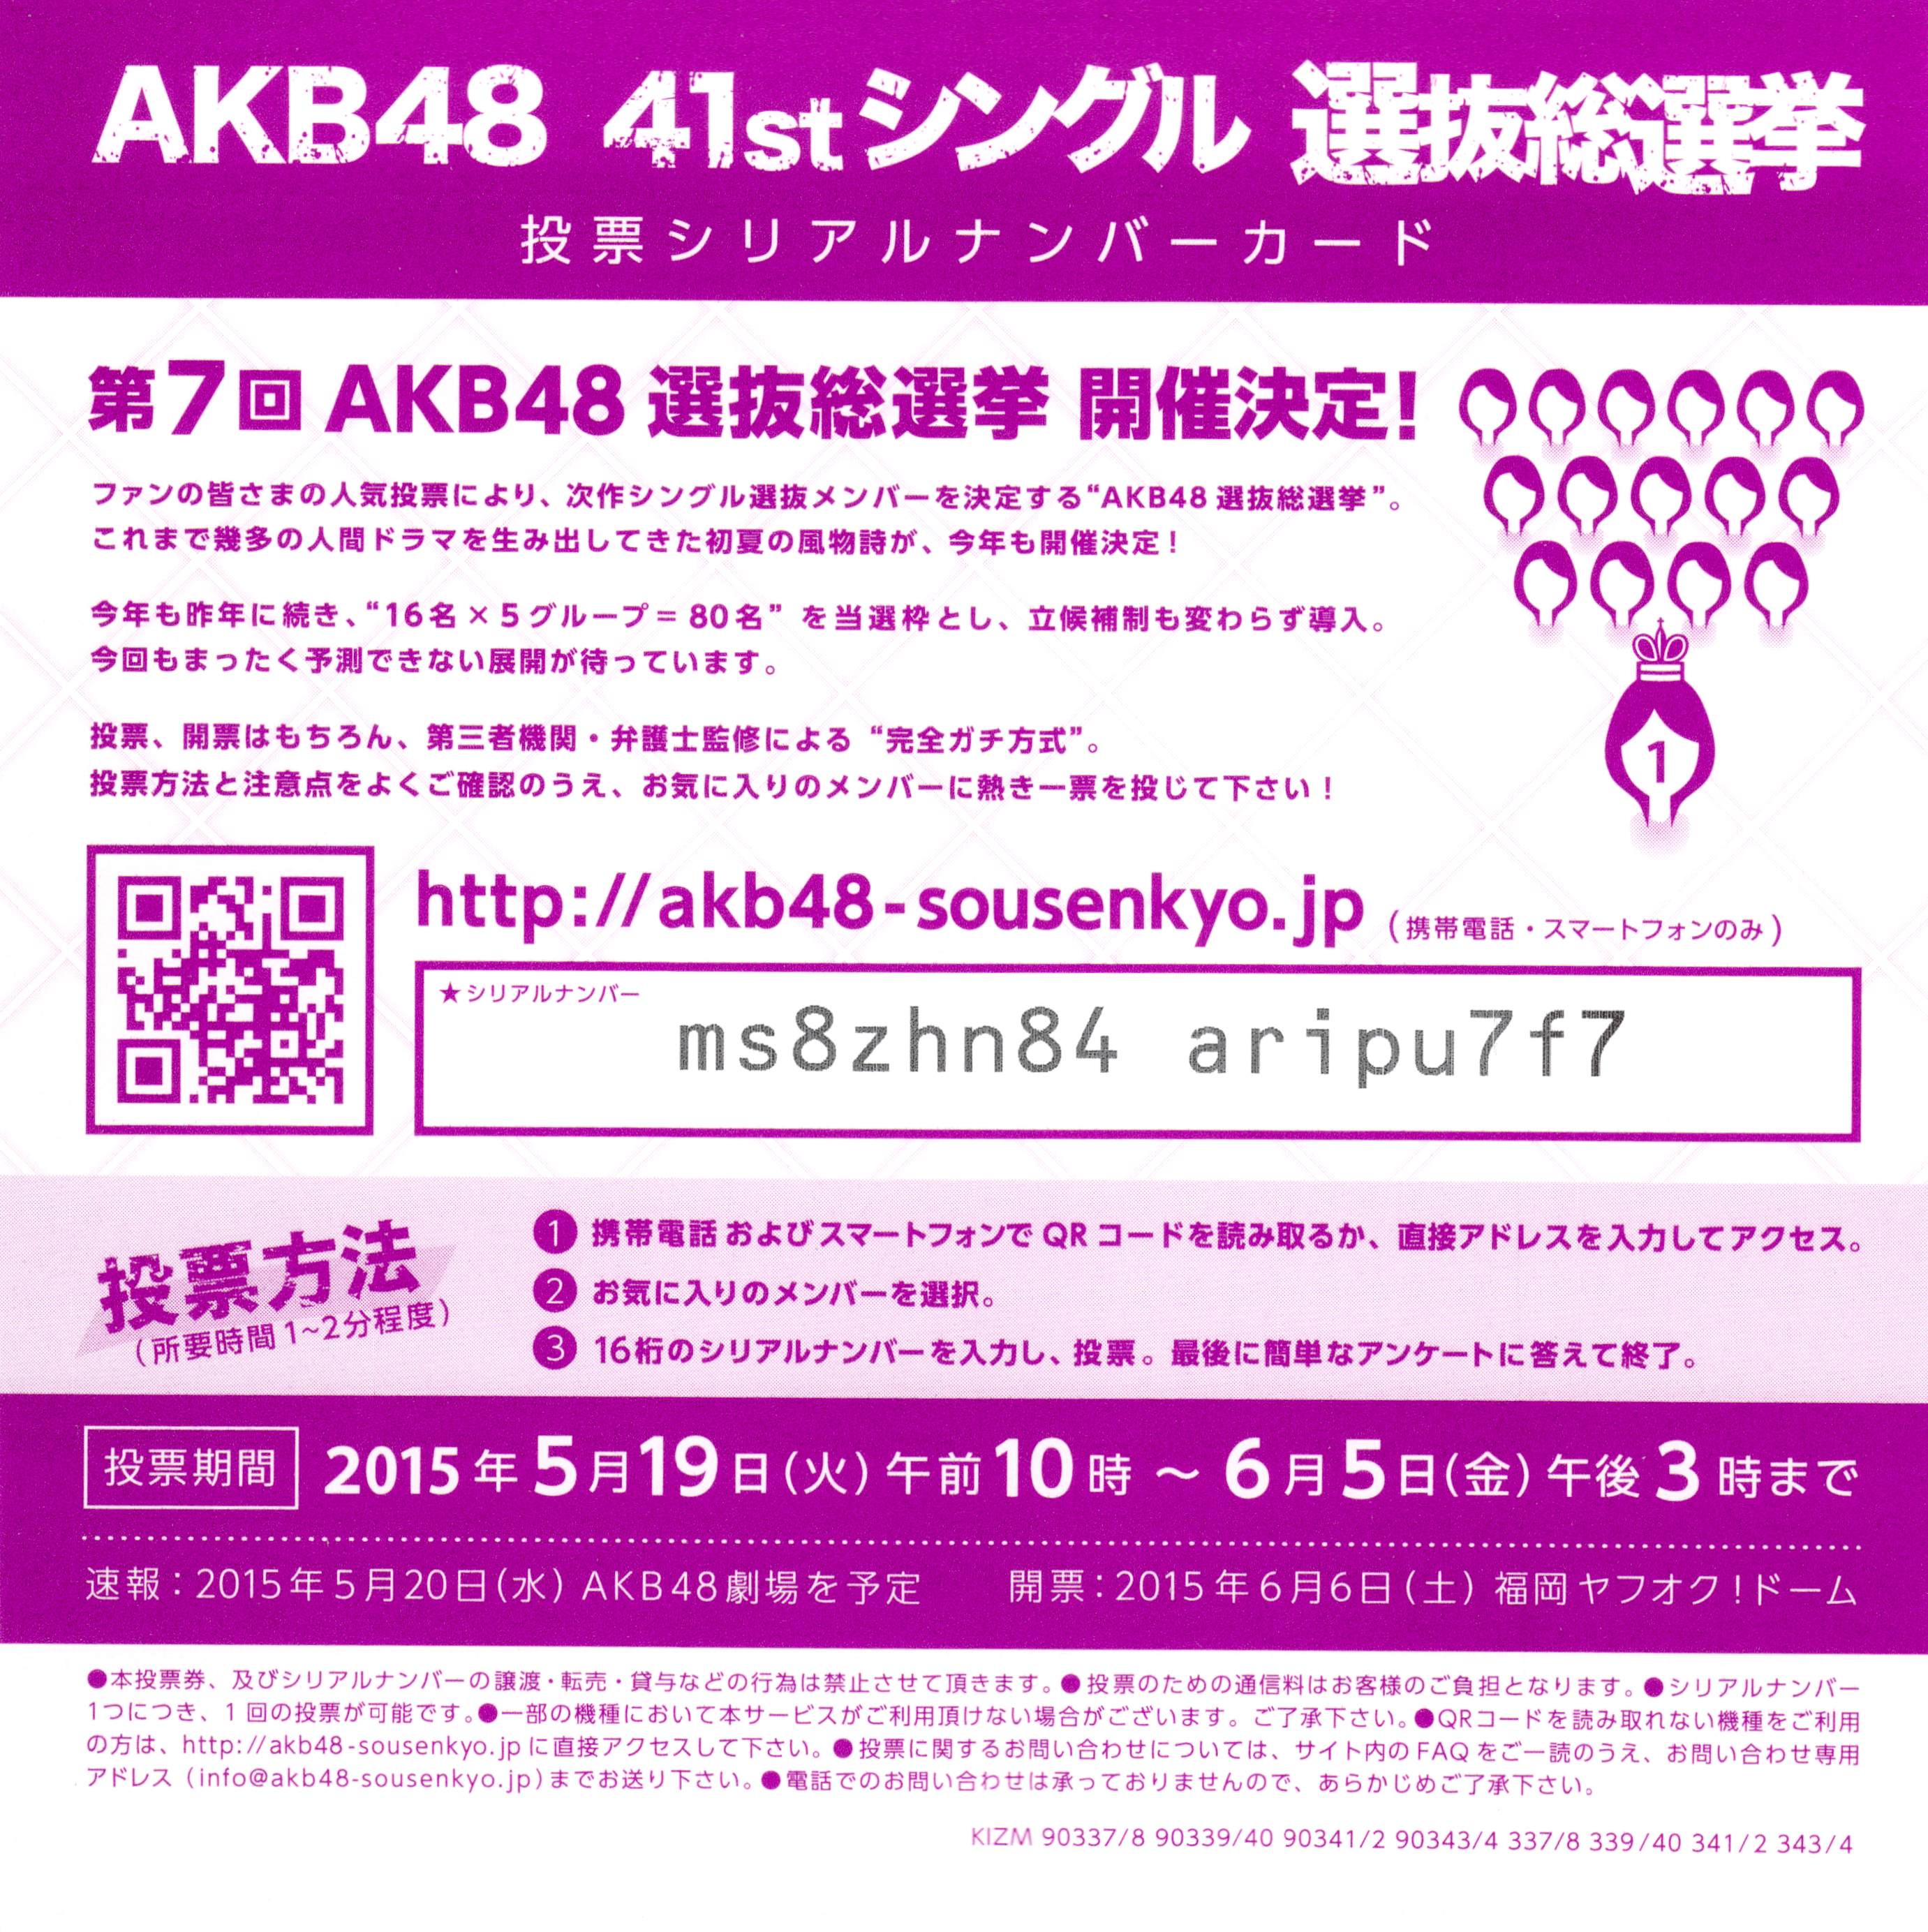 AKB48 41stシングル 選抜総選挙
投票シリアルナンバーカード
第7回 AKB48 選抜総選挙 開催決定!
ファンの皆さまの人気投票により、次作シングル選抜メンバーを決定する“AKB48 選抜総選挙”。
これまで幾多の人間ドラマを生み出してきた初夏の風物詩が、今年も開催決定!
今年も昨年に続き、“16名×5グループ=80名” を当選枠とし、立候補制も変わらず導入。
今回もまったく予測できない展開が待っています。
投票、開票はもちろん、第三者機関・弁護士監修による “完全ガチ方式”。
投票方法と注意点をよくご確認のうえ、お気に入りのメンバーに熱き一票を投じて下さい!
1
http://akb48-sousenkyo.jp (携帯電話・スマートフォンのみ)
★シリアルナンバー
ms8zhn84 aripu7f7
投票方法
(所要時間 1~2分程度)
1 携帯電話 およびスマートフォンで QR コードを読み取るか、直接アドレスを入力してアクセス。
2 お気に入りのメンバーを選択。
3 16桁のシリアルナンバーを入力し、投票。最後に簡単なアンケートに答えて終了。
投票期間 2015年5月19日(火)午前10時 ～ 6月5日(金)午後3時まで
速報:2015年5月20日(水) AKB48劇場を予定 開票:2015年6月6日(土) 福岡 ヤフオク!ドーム
●本投票券、及びシリアルナンバーの譲渡・転売・貸与などの行為は禁止させて頂きます。●投票のための通信料はお客様のご負担となります。●シリアルナンバー
1つにつき、1回の投票が可能です。●一部の機種において本サービスがご利用頂けない場合がございます。ご了承下さい。●QRコードを読み取れない機種をご利用
の方は、http://akb48-sousenkyo.jp に直接アクセスして下さい。●投票に関するお問い合わせについては、サイト内の FAQ をご一読のうえ、お問い合わせ専用
アドレス (info@akb48-sousenkyo.jp)までお送り下さい。●電話でのお問い合わせは承っておりませんので、あらかじめご了承下さい。
KIZM 90337/8 90339/40 90341/2 90343/4 337/8 339/40 341/2 343/4